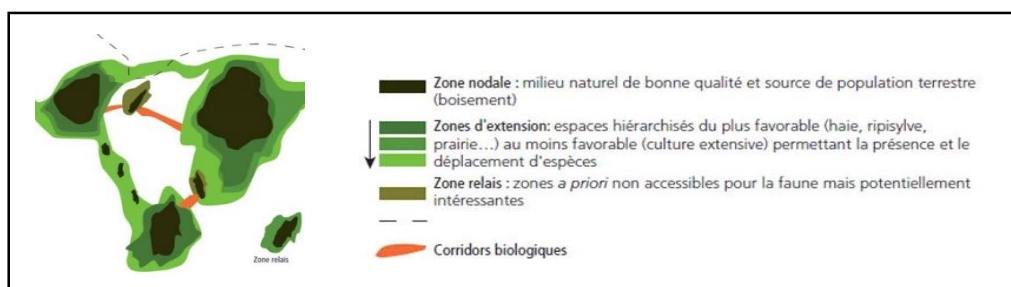 Zone nodale : milieu naturel de bonne qualité et source de population terrestre
(boisement)
Zones d'extension: espaces hiérarchisés du plus favorable (haie, ripisylve,
prairie…) au moins favorable (culture extensive) permettant la présence et le
déplacement d'espèces
Zone relais : zones a priori non accessibles pour la faune mais potentiellement
intéressantes
Corridors biologiques
Zone relais